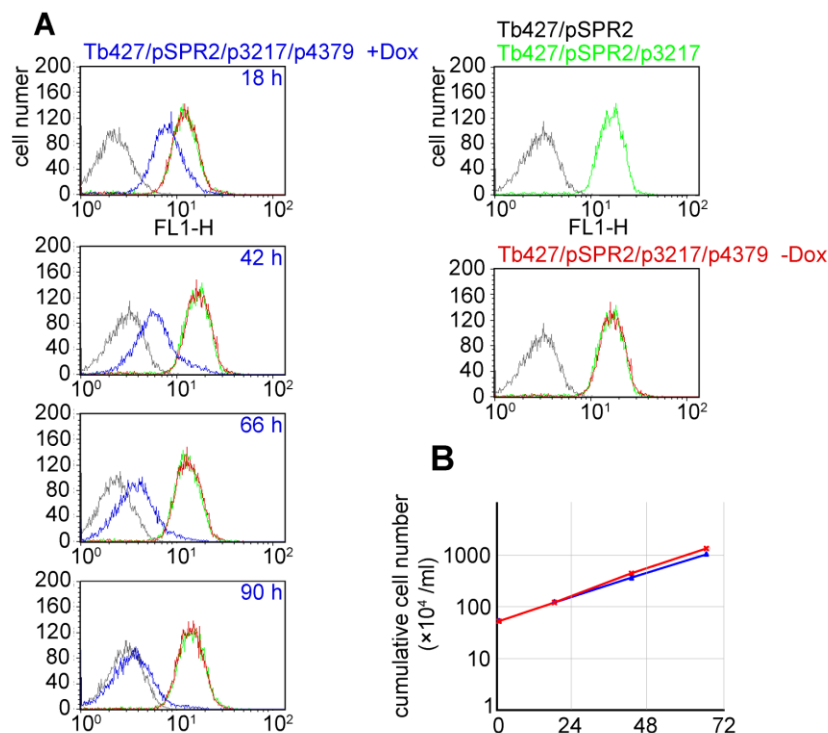 A
Tb427/pSPR2/p3217/p4379 +Dox
cell numer
200
160
120
80
40
0
18 h
10⁰ 10¹ 10²
FL1-H
200
160
120
80
40
0
42 h
10⁰ 10¹ 10²
200
160
120
80
40
0
66 h
10⁰ 10¹ 10²
200
160
120
80
40
0
90 h
10⁰ 10¹ 10²
Tb427/pSPR2
Tb427/pSPR2/p3217
200
160
120
80
40
0
10⁰ 10¹ 10²
FL1-H
Tb427/pSPR2/p3217/p4379 -Dox
200
160
120
80
40
0
10⁰ 10¹ 10²
B
cumulative cell number
(×10⁴ /ml)
1000
100
10
1
0 24 48 72